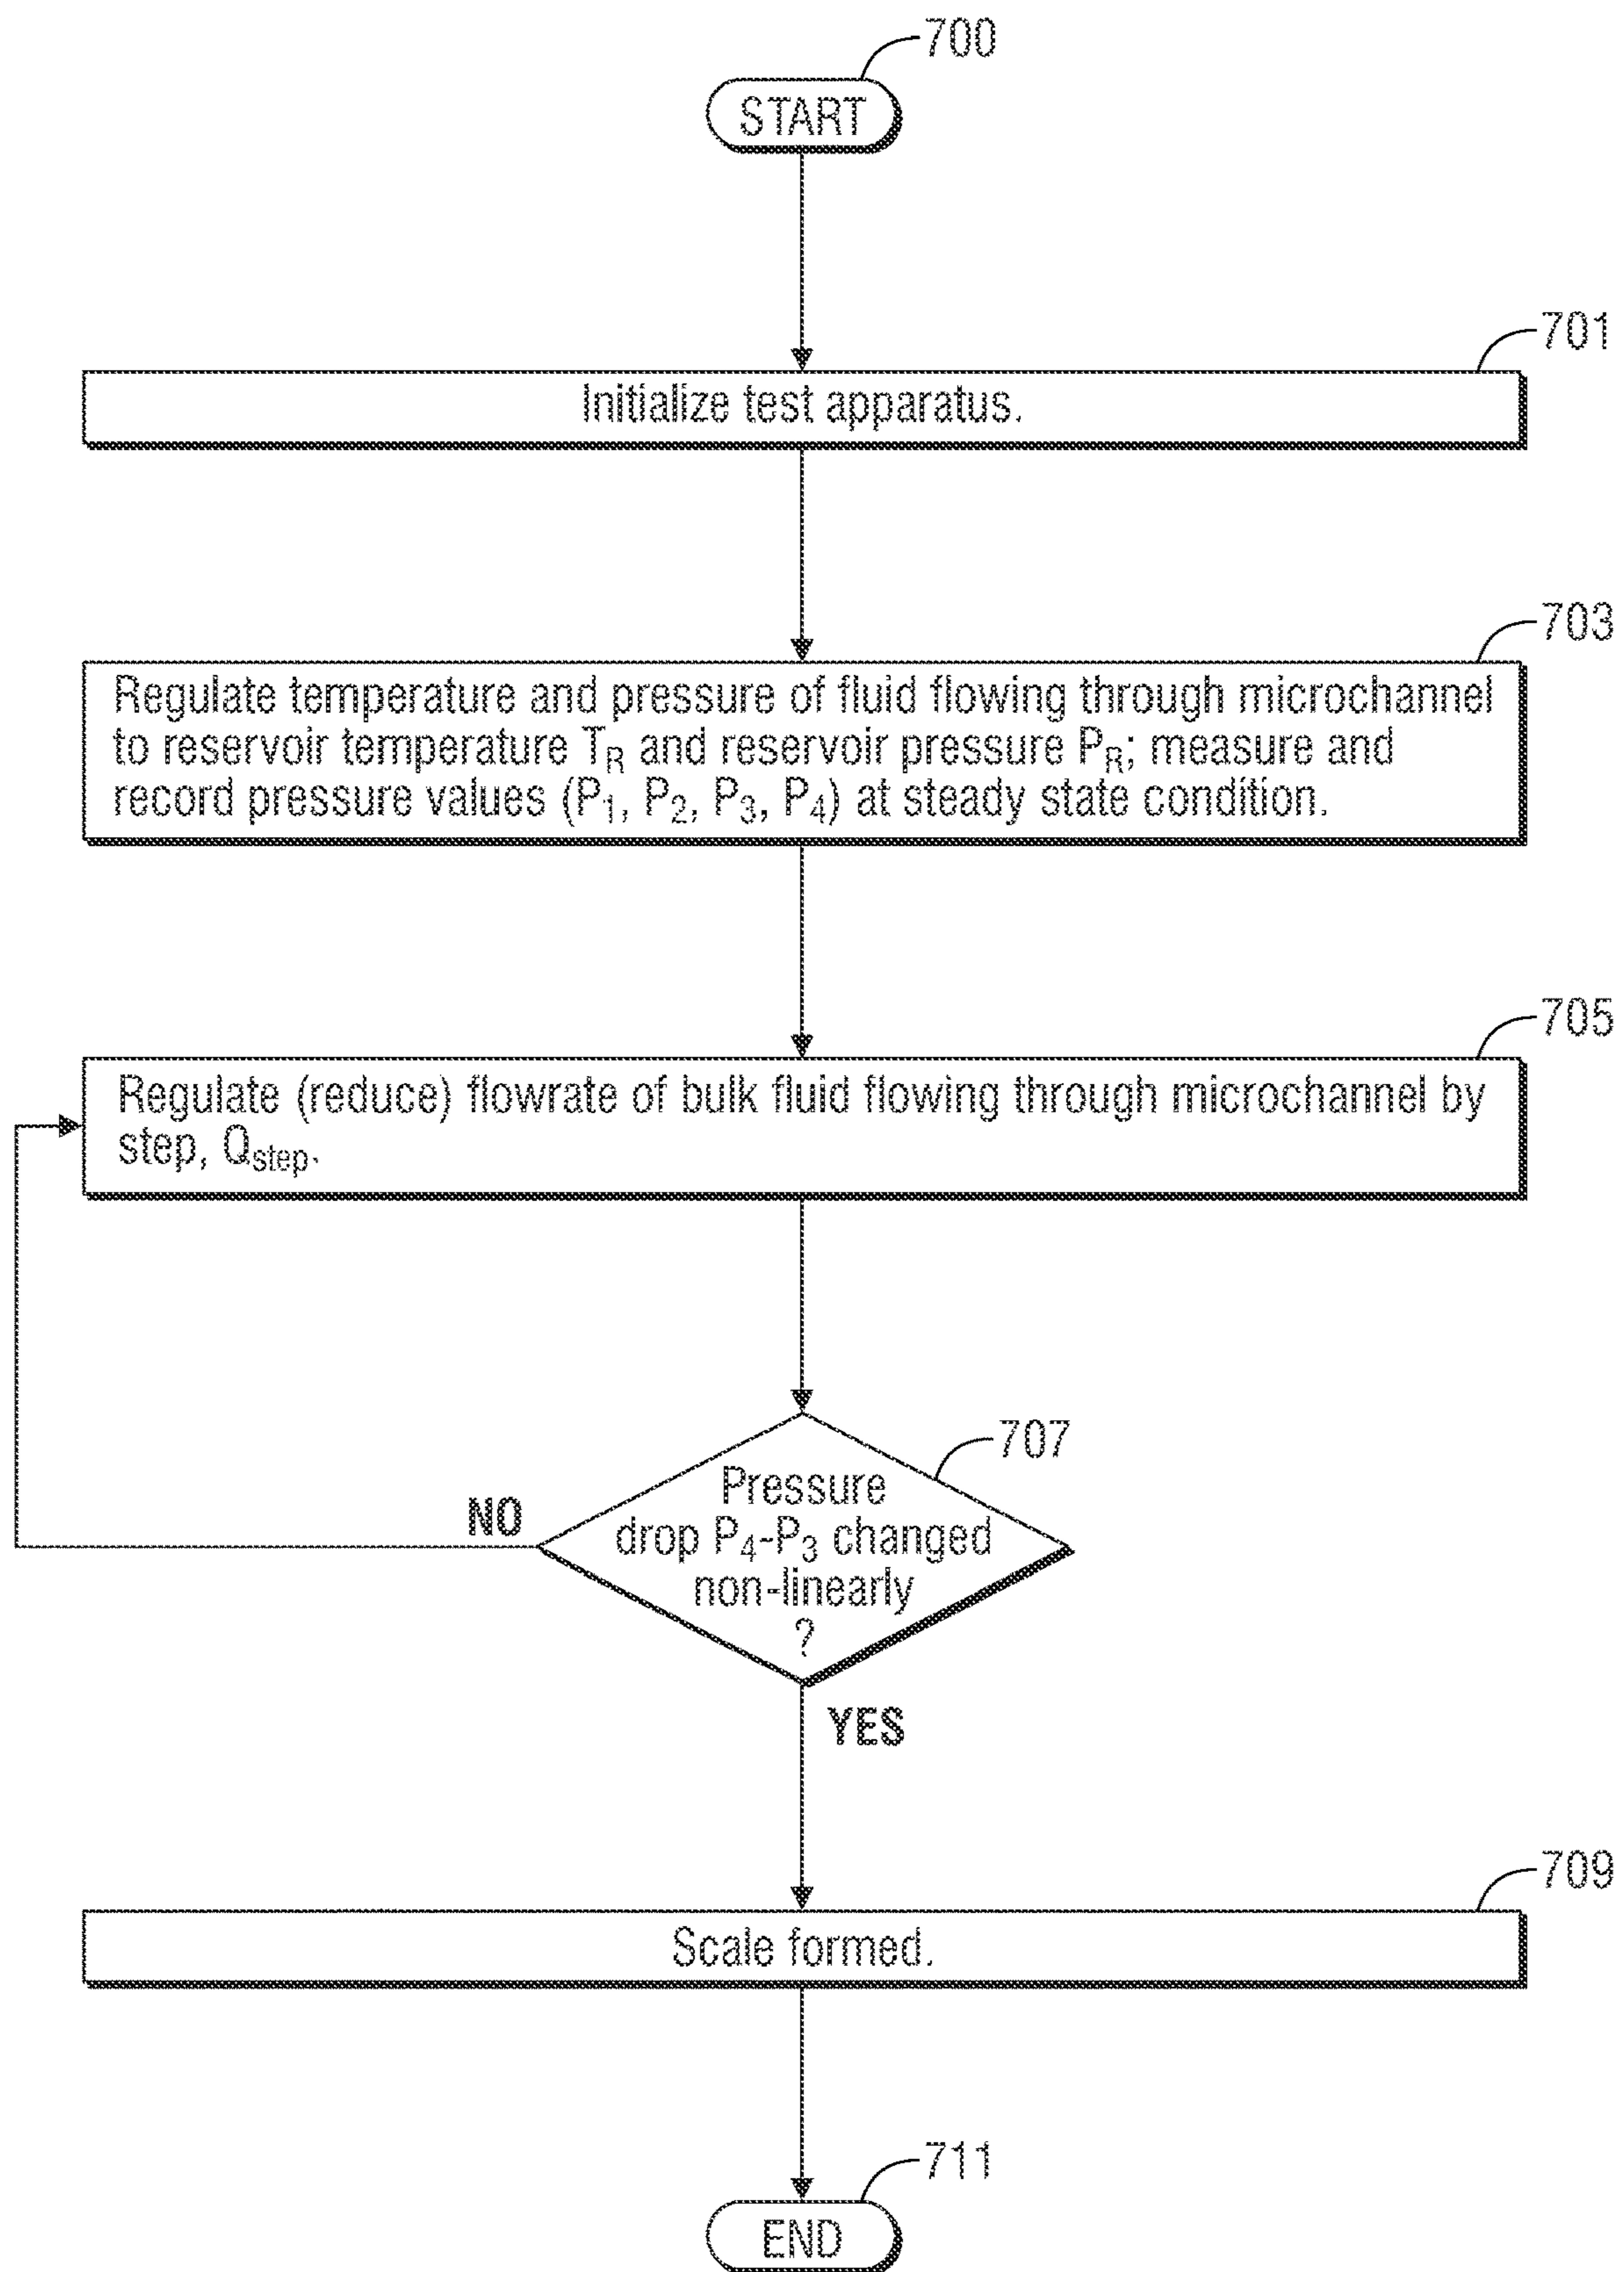 700
START
701
Initialize test apparatus.
703
Regulate temperature and pressure of fluid flowing through microchannel
to reservoir temperature T_R and reservoir pressure P_R; measure and
record pressure values (P_1, P_2, P_3, P_4) at steady state condition.
705
Regulate (reduce) flowrate of bulk fluid flowing through microchannel by
step, Q_step.
707
Pressure
drop P_4-P_3 changed
non-linearly
?
NO
YES
709
Scale formed.
711
END